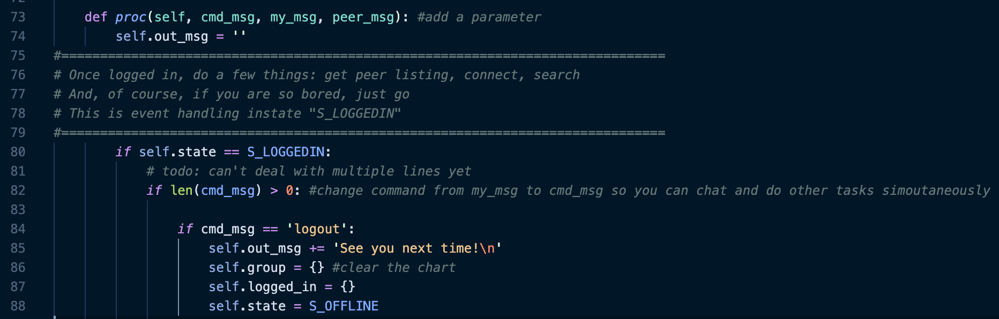 73 def proc(self, cmd_msg, my_msg, peer_msg): #add a parameter
74 self.out_msg = ''
75 #==============================================================================
76 # Once logged in, do a few things: get peer listing, connect, search
77 # And, of course, if you are so bored, just go
78 # This is event handling instate "S_LOGGEDIN"
79 #==============================================================================
80 if self.state == S_LOGGEDIN:
81 # todo: can't deal with multiple lines yet
82 if len(cmd_msg) > 0: #change command from my_msg to cmd_msg so you can chat and do other tasks simoutaneously
83
84 if cmd_msg == 'logout':
85 self.out_msg += 'See you next time!\n'
86 self.group = {} #clear the chart
87 self.logged_in = {}
88 self.state = S_OFFLINE